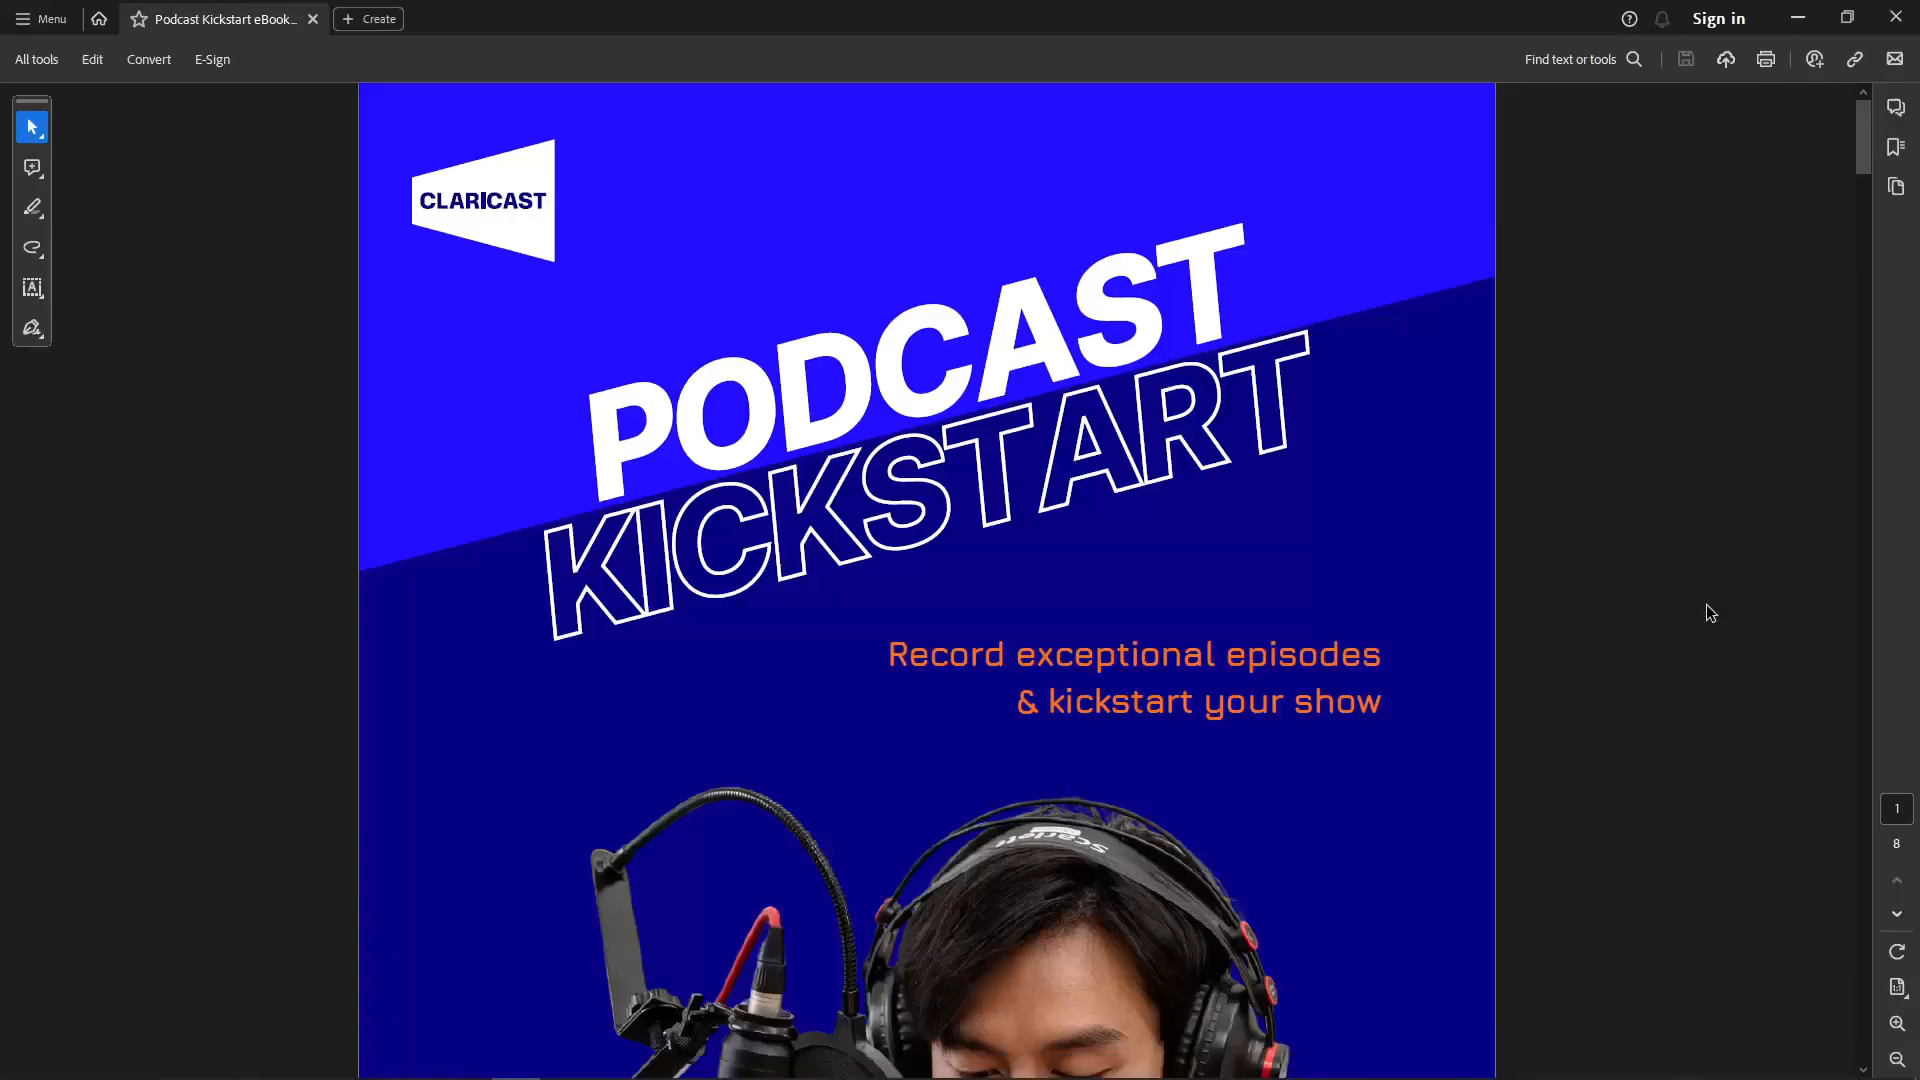 Menu
Podcast Kickstart eBook...
Create
Sign in
All tools
Edit
Convert
E-Sign
Find text or tools
CLARICAST
PODCAST
KICKSTART
Record exceptional episodes
& kickstart your show
scarlett
1
8